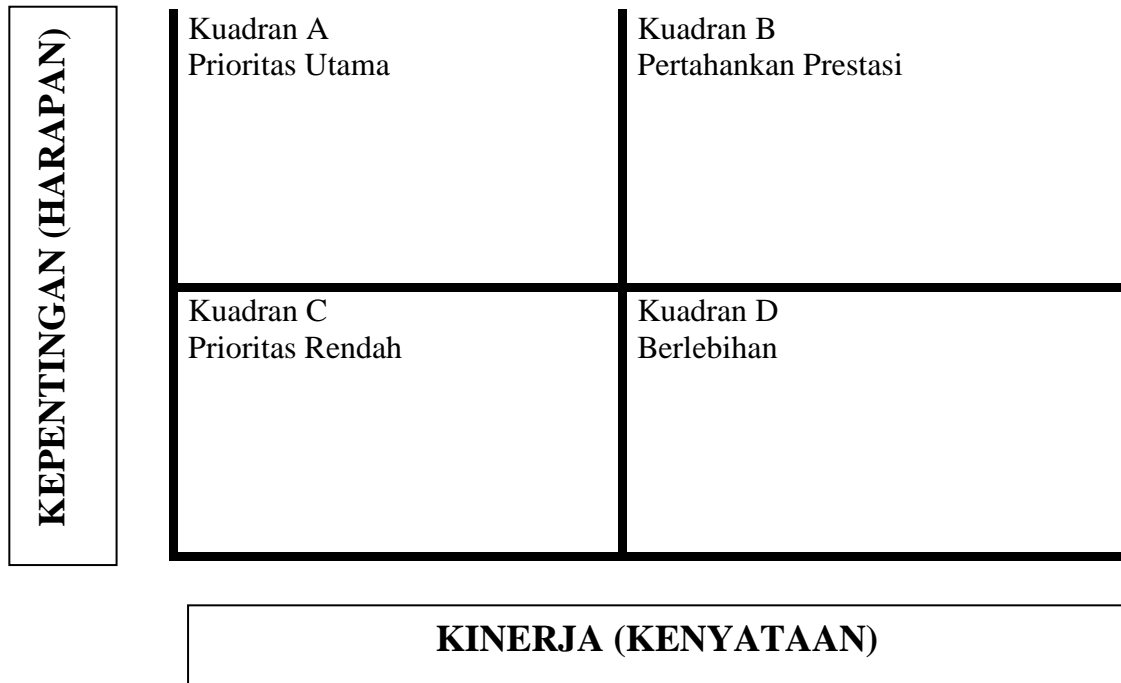 KEPENTINGAN (HARAPAN)
Kuadran A
Prioritas Utama
Kuadran B
Pertahankan Prestasi
Kuadran C
Prioritas Rendah
Kuadran D
Berlebihan
KINERJA (KENYATAAN)